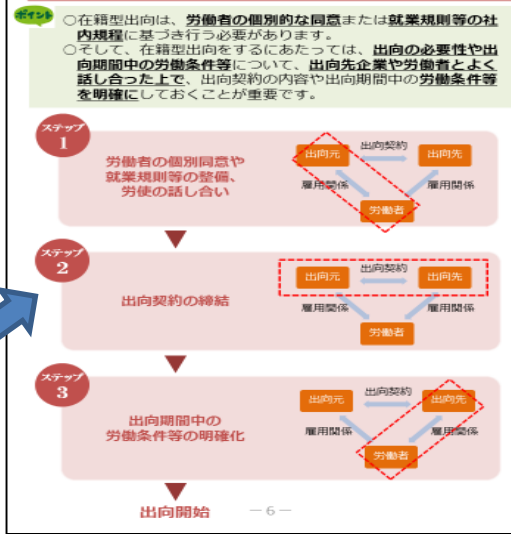 ポイント
○在籍型出向は、労働者の個別的な同意または就業規則等の社
内規程に基づき行う必要があります。
○そして、在籍型出向をするにあたっては、出向の必要性や出
向期間中の労働条件等について、出向先企業や労働者とよく
話し合った上で、出向契約の内容や出向期間中の労働条件等
を明確にしておくことが重要です。
ステップ
1
労働者の個別同意や
就業規則等の整備、
労使の話し合い
出向元
出向契約
出向先
雇用関係
雇用関係
労働者
ステップ
2
出向契約の締結
出向元
出向契約
出向先
雇用関係
雇用関係
労働者
ステップ
3
出向期間中の
労働条件等の明確化
出向元
出向契約
出向先
雇用関係
雇用関係
労働者
出向開始
－6－